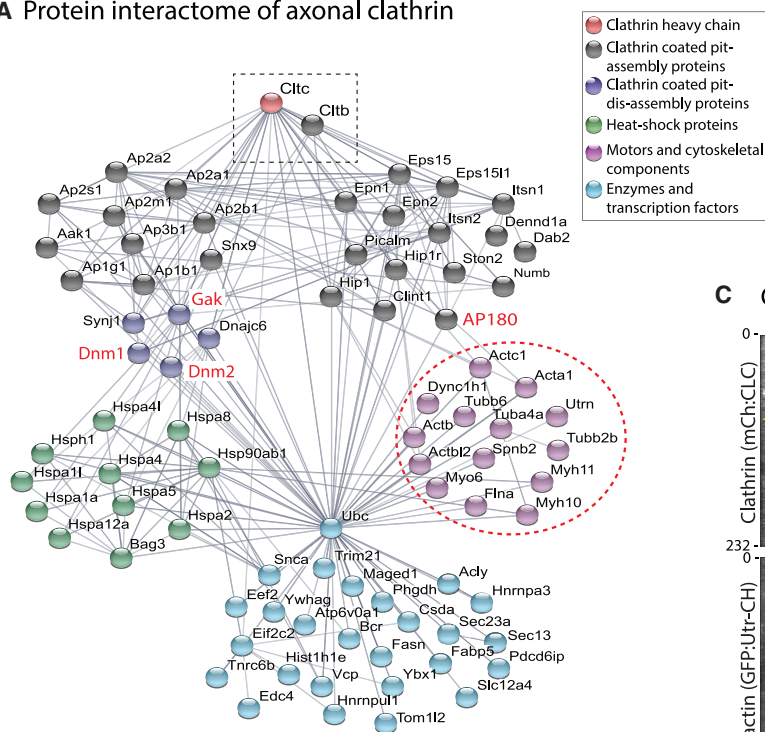 A Protein interactome of axonal clathrin
Clathrin heavy chain
Clathrin coated pit-
assembly proteins
Clathrin coated pit-
dis-assembly proteins
Heat-shock proteins
Motors and cytoskeletal
components
Enzymes and
transcription factors
Cltc
Cltb
Ap2a2
Ap2a1
Ap2s1
Ap2m1
Ap2b1
Aak1
Ap3b1
Snx9
Ap1g1
Ap1b1
Eps15
Eps15l1
Epn1
Epn2
Itsn1
Itsn2
Dennd1a
Dab2
Picalm
Hip1r
Ston2
Numb
Hip1
Clint1
AP180
Synj1
Gak
Dnajc6
Dnm1
Dnm2
Hspa4l
Hspa8
Hsph1
Hspa4
Hsp90ab1
Hspa1l
Hspa5
Hspa1a
Hspa2
Hspa12a
Bag3
Actc1
Acta1
Dync1h1
Tubb6
Tuba4a
Utrn
Actb
Spnb2
Tubb2b
Actbl2
Myo6
Myh11
Flna
Myh10
Ubc
Snca
Trim21
Maged1
Acly
Eef2
Ywhag
Phgdh
Hnrnpa3
Atp6v0a1
Csda
Sec23a
Eif2c2
Bcr
Sec13
Fasn
Fabp5
Pdcd6ip
Tnrc6b
Hist1h1e
Vcp
Ybx1
Slc12a4
Edc4
Hnrnpul1
Tom1l2
C
0
Clathrin (mCh:CLC)
232
0
actin (GFP:Utr-CH)